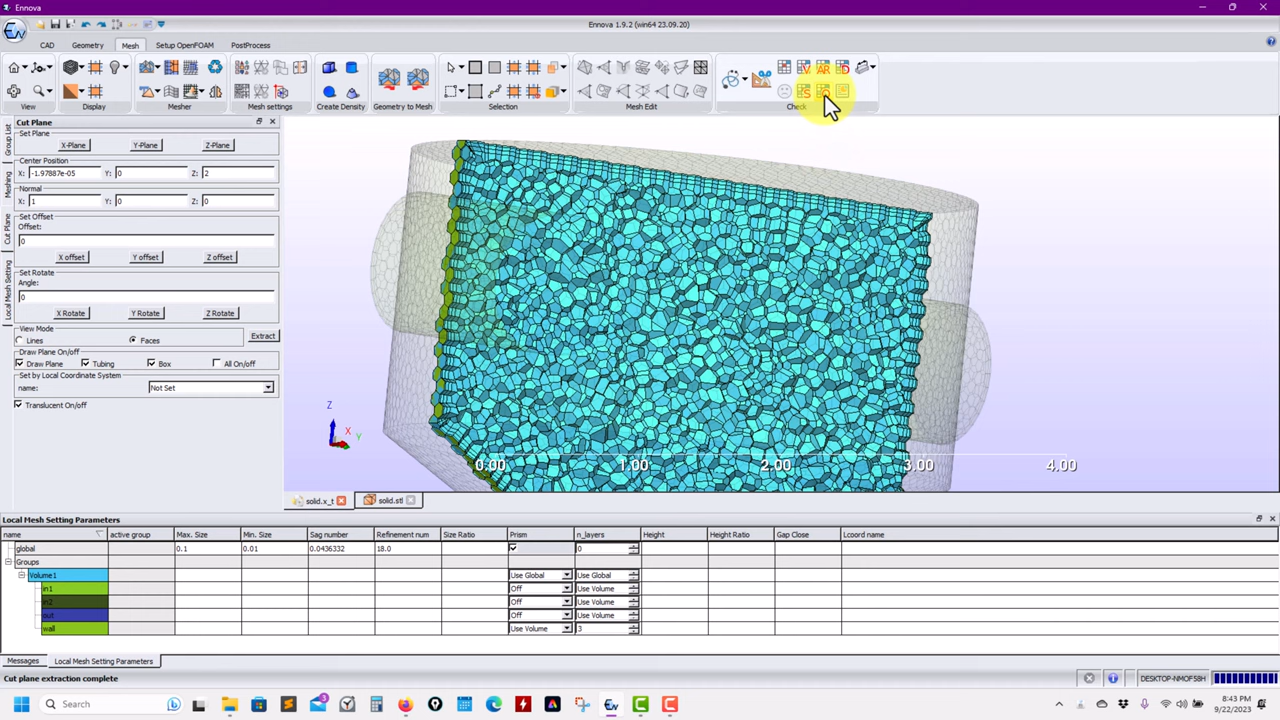 Ennova
Ennova 1.9.2 (win64 23.09.20)
CAD Geometry Mesh Setup OpenFOAM PostProcess
View Display Mesher Mesh settings Create Density Geometry to Mesh Selection Mesh Edit Check
Cut Plane
Set Plane
X-Plane Y-Plane Z-Plane
Center Position
X: -1.97887e-05 Y: 0 Z: 2
Normal
X: 1 Y: 0 Z: 0
Set Offset
Offset:
0
X offset Y offset Z offset
Set Rotate
Angle:
0
X Rotate Y Rotate Z Rotate
View Mode
Lines Faces Extract
Draw Plane On/off
Draw Plane Tubing Box All On/off
Set by Local Coordinate System
name: Not Set
Translucent On/off
Group List
Meshing
Cut Plane
Local Mesh Setting
Z
X
Y
0.00 1.00 2.00 3.00 4.00
solid.x_t solid.stl
Local Mesh Setting Parameters
name active group Max. Size Min. Size Sag number Refinement num Size Ratio Prism n_layers Height Height Ratio Gap Close Lcoord name
global 0.1 0.01 0.0436332 18.0 0
Groups
Volume1 Use Global Use Global
in1 Off Use Volume
in2 Off Use Volume
out Off Use Volume
wall Use Volume 3
Messages Local Mesh Setting Parameters
Cut plane extraction complete
DESKTOP-NMOF58H
Search
3
8:43 PM
9/22/2023